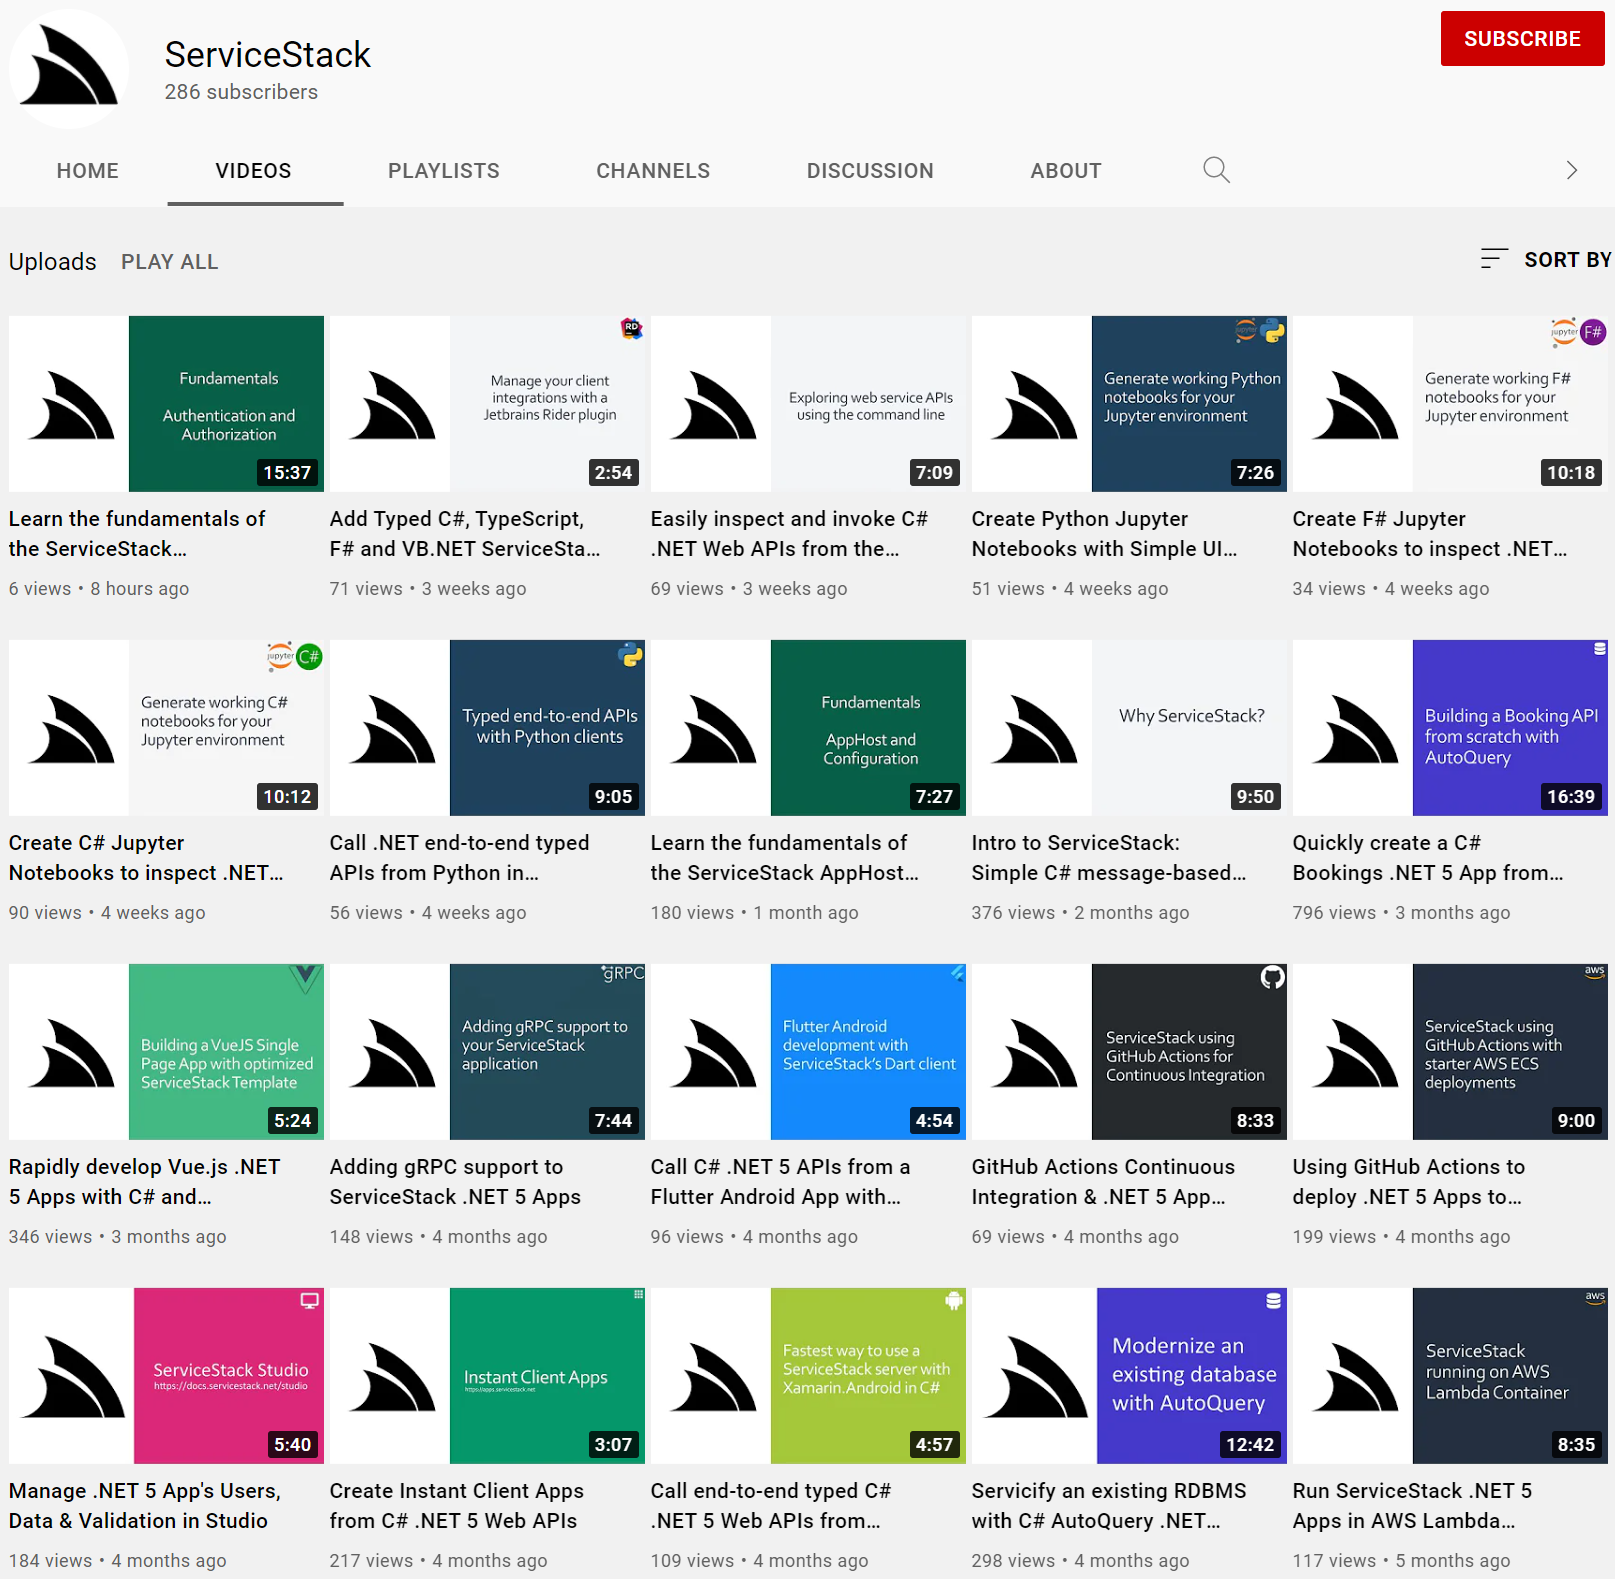 ServiceStack
286 subscribers
SUBSCRIBE
HOME
VIDEOS
PLAYLISTS
CHANNELS
DISCUSSION
ABOUT
Uploads
PLAY ALL
SORT BY
Fundamentals
Authentication and
Authorization
15:37
Learn the fundamentals of
the ServiceStack...
6 views • 8 hours ago
RD
Manage your client
integrations with a
Jetbrains Rider plugin
2:54
Add Typed C#, TypeScript,
F# and VB.NET ServiceSta...
71 views • 3 weeks ago
Exploring web service APIs
using the command line
7:09
Easily inspect and invoke C#
.NET Web APIs from the...
69 views • 3 weeks ago
jupyter
Generate working Python
notebooks for your
Jupyter environment
7:26
Create Python Jupyter
Notebooks with Simple UI...
51 views • 4 weeks ago
jupyter
F#
Generate working F#
notebooks for your
Jupyter environment
10:18
Create F# Jupyter
Notebooks to inspect .NET...
34 views • 4 weeks ago
jupyter
C#
Generate working C#
notebooks for your
Jupyter environment
10:12
Create C# Jupyter
Notebooks to inspect .NET...
90 views • 4 weeks ago
Typed end-to-end APIs
with Python clients
9:05
Call .NET end-to-end typed
APIs from Python in...
56 views • 4 weeks ago
Fundamentals
AppHost and
Configuration
7:27
Learn the fundamentals of
the ServiceStack AppHost...
180 views • 1 month ago
Why ServiceStack?
9:50
Intro to ServiceStack:
Simple C# message-based...
376 views • 2 months ago
Building a Booking API
from scratch with
AutoQuery
16:39
Quickly create a C#
Bookings .NET 5 App from...
796 views • 3 months ago
Building a VueJS Single
Page App with optimized
ServiceStack Template
5:24
Rapidly develop Vue.js .NET
5 Apps with C# and...
346 views • 3 months ago
gRPC
Adding gRPC support to
your ServiceStack
application
7:44
Adding gRPC support to
ServiceStack .NET 5 Apps
148 views • 4 months ago
Flutter Android
development with
ServiceStack's Dart client
4:54
Call C# .NET 5 APIs from a
Flutter Android App with...
96 views • 4 months ago
ServiceStack using
GitHub Actions for
Continuous Integration
8:33
GitHub Actions Continuous
Integration & .NET 5 App...
69 views • 4 months ago
aws
ServiceStack using
GitHub Actions with
starter AWS ECS
deployments
9:00
Using GitHub Actions to
deploy .NET 5 Apps to...
199 views • 4 months ago
ServiceStack Studio
https://docs.servicestack.net/studio
5:40
Manage .NET 5 App's Users,
Data & Validation in Studio
184 views • 4 months ago
Instant Client Apps
https://apps.servicestack.net
3:07
Create Instant Client Apps
from C# .NET 5 Web APIs
217 views • 4 months ago
Fastest way to use a
ServiceStack server with
Xamarin.Android in C#
4:57
Call end-to-end typed C#
.NET 5 Web APIs from...
109 views • 4 months ago
Modernize an
existing database
with AutoQuery
12:42
Servicify an existing RDBMS
with C# AutoQuery .NET...
298 views • 4 months ago
aws
ServiceStack
running on AWS
Lambda Container
8:35
Run ServiceStack .NET 5
Apps in AWS Lambda...
117 views • 5 months ago